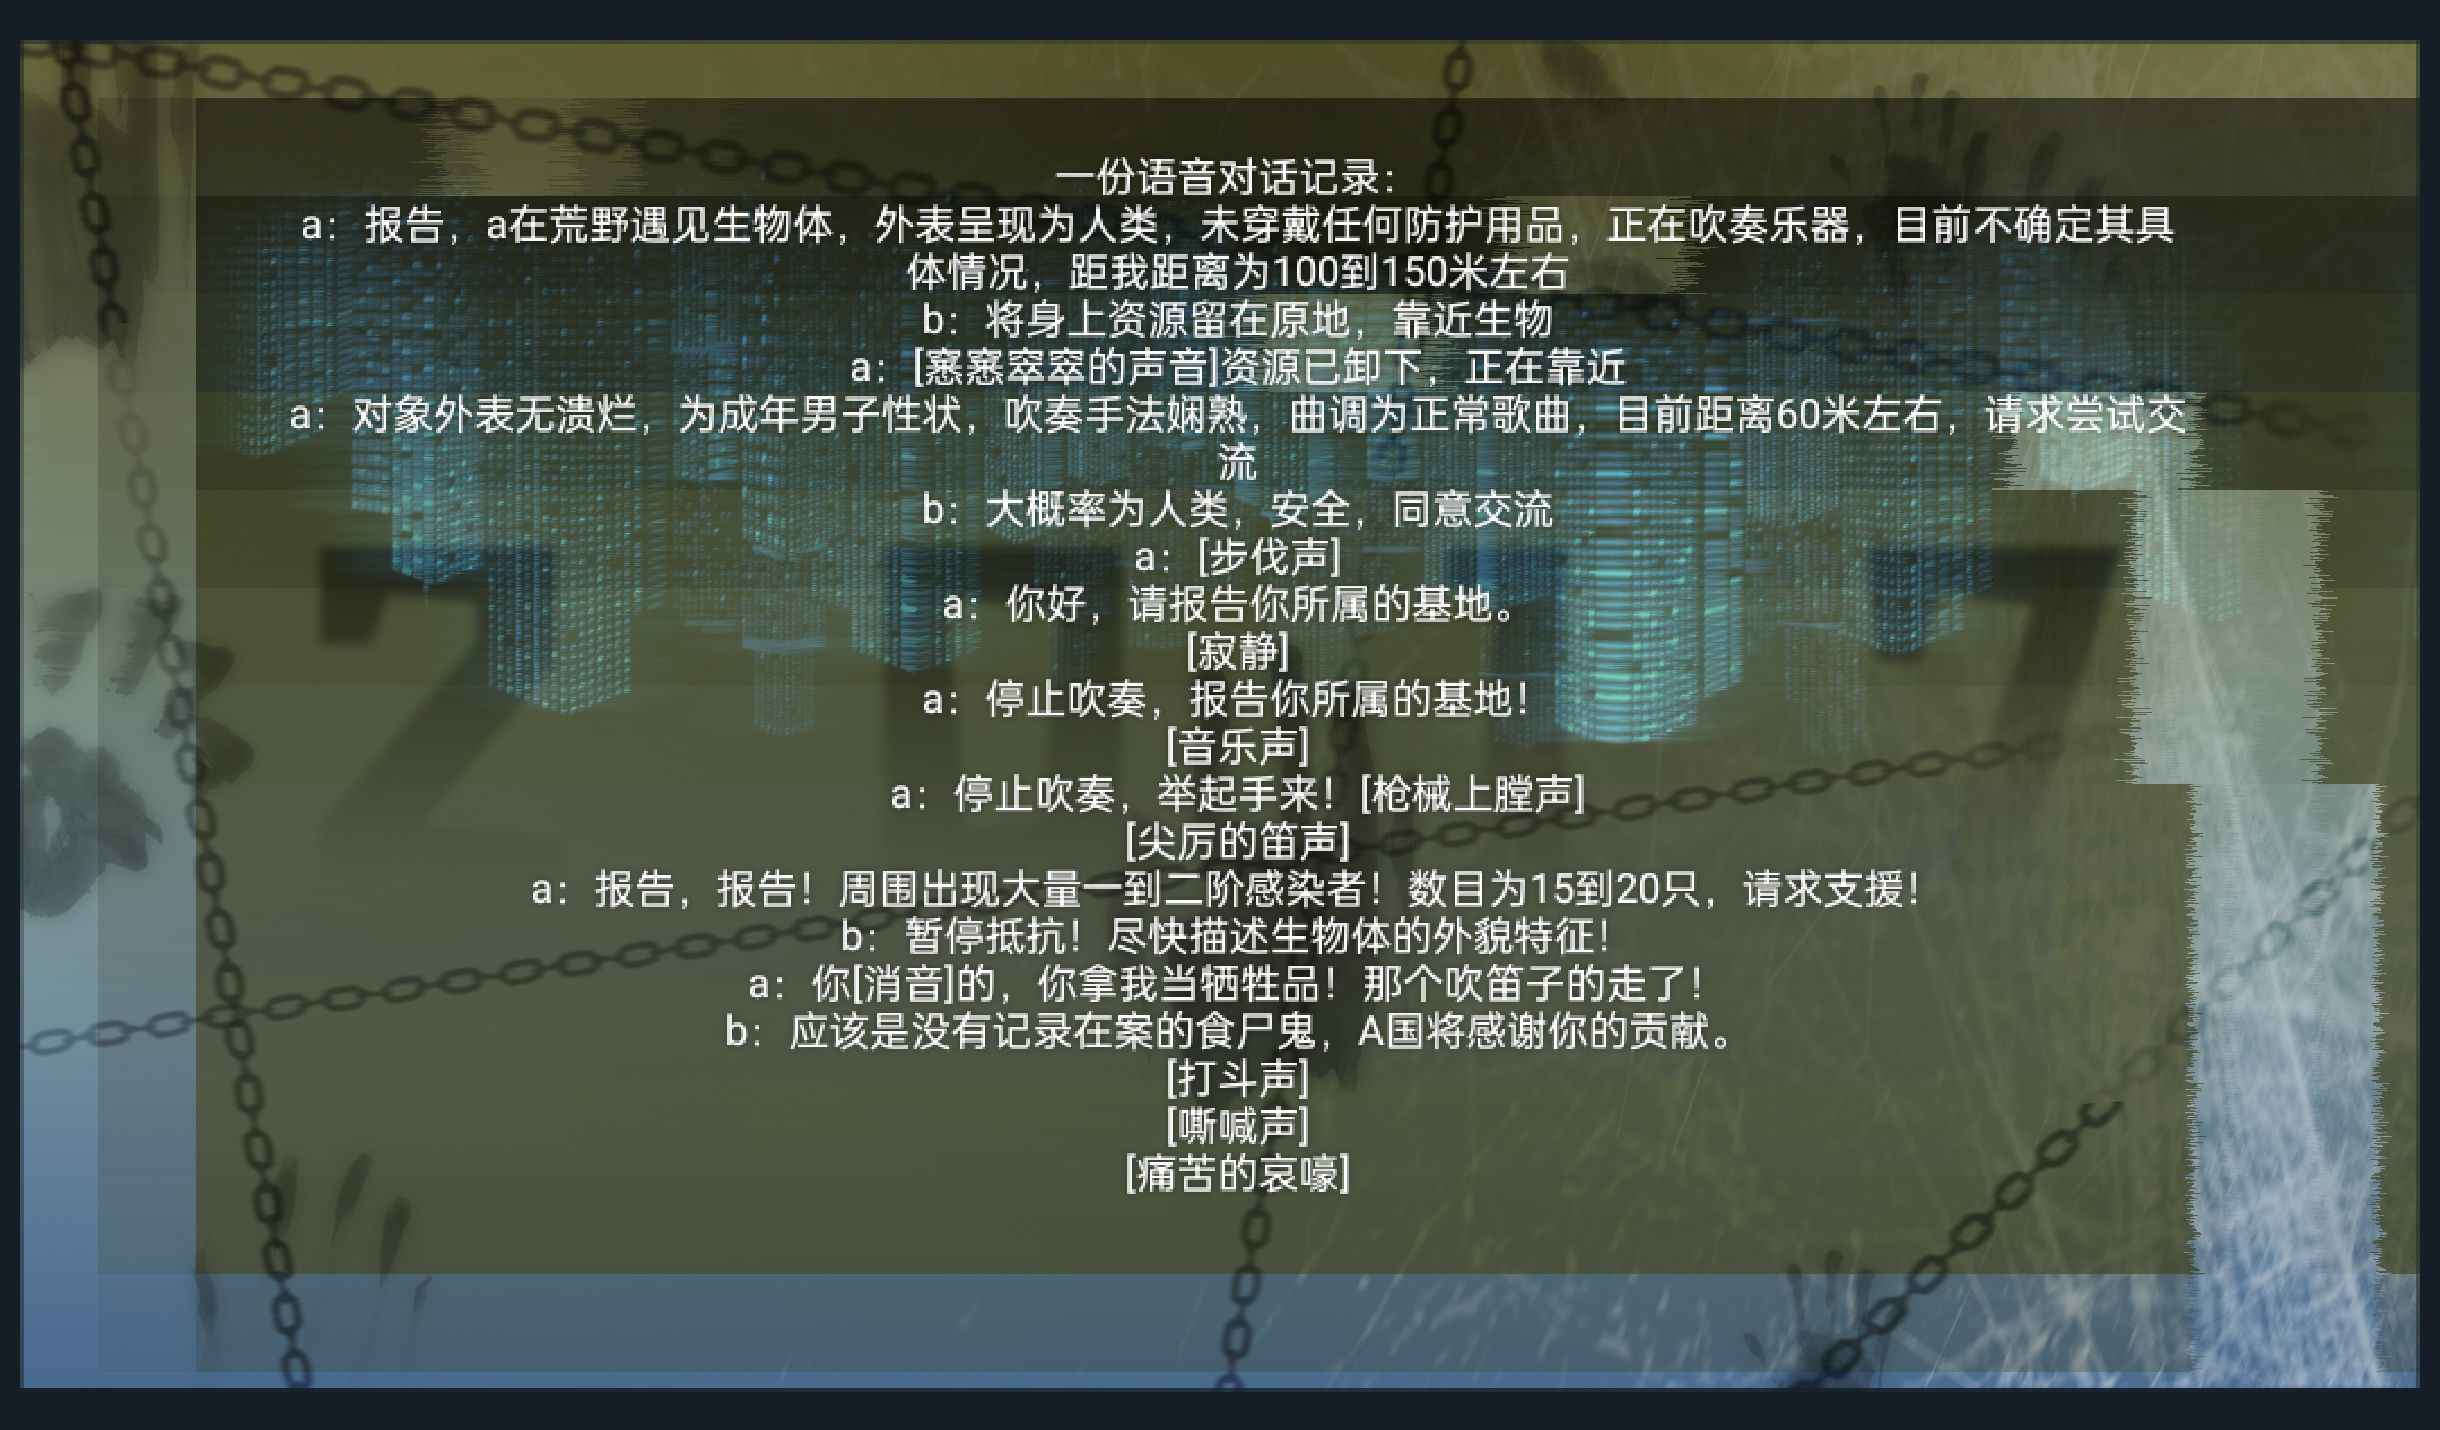 一份语音对话记录：
a：报告，a在荒野遇见生物体，外表呈现为人类，未穿戴任何防护用品，正在吹奏乐器，目前不确定其具
体情况，距我距离为100到150米左右
b：将身上资源留在原地，靠近生物
a：[窸窸窣窣的声音]资源已卸下，正在靠近
a：对象外表无溃烂，为成年男子性状，吹奏手法娴熟，曲调为正常歌曲，目前距离60米左右，请求尝试交
流
b：大概率为人类，安全，同意交流
a：[步伐声]
a：你好，请报告你所属的基地。
[寂静]
a：停止吹奏，报告你所属的基地！
[音乐声]
a：停止吹奏，举起手来！[枪械上膛声]
[尖厉的笛声]
a：报告，报告！周围出现大量一到二阶感染者！数目为15到20只，请求支援！
b：暂停抵抗！尽快描述生物体的外貌特征！
a：你[消音]的，你拿我当牺牲品！那个吹笛子的走了！
b：应该是没有记录在案的食尸鬼，A国将感谢你的贡献。
[打斗声]
[嘶喊声]
[痛苦的哀嚎]